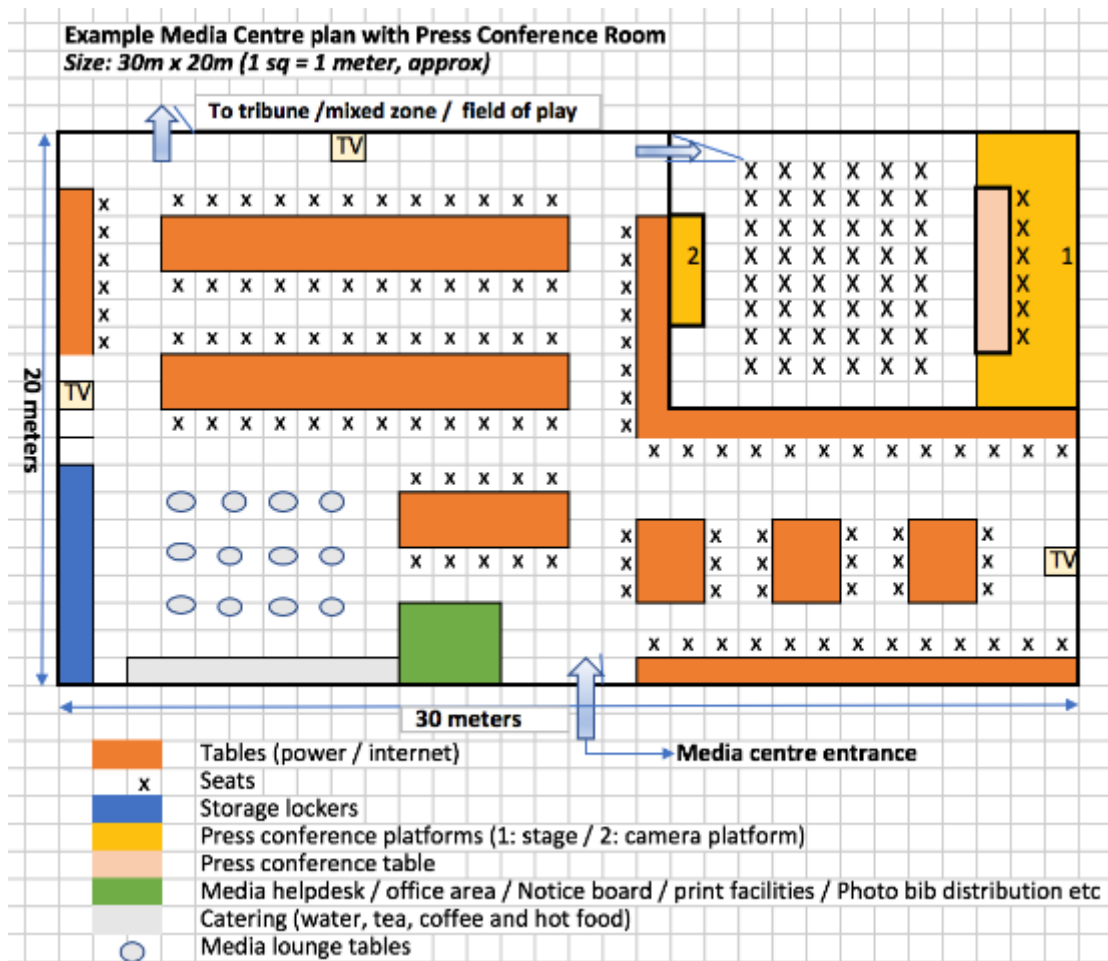 Example Media Centre plan with Press Conference Room
Size: 30m x 20m (1 sq = 1 meter, approx)
To tribune /mixed zone / field of play
TV
X X X X X X
x x x x x x x x x x x x x
X X X X X X X
x x
x
X X X X X X X
2
X X X X X X
1
x
x
X X X X X X X
x x x x x x x x x x x x x
x
X X X X X X X
x
x
X X X X X X X
x x x x x x x x x x x x x
x
X X X X X X X
x
X X X X X X
TV
x
20 meters
x x x x x x x x x x x x x
x x x x x x x x x x x x x
x x x x x
x x x x x x
x x x x x x
TV
x x x x x
x x x x x x
x x x x x x x x x x x x x
30 meters
Media centre entrance
Tables (power / internet)
x Seats
Storage lockers
Press conference platforms (1: stage / 2: camera platform)
Press conference table
Media helpdesk / office area / Notice board / print facilities / Photo bib distribution etc
Catering (water, tea, coffee and hot food)
Media lounge tables